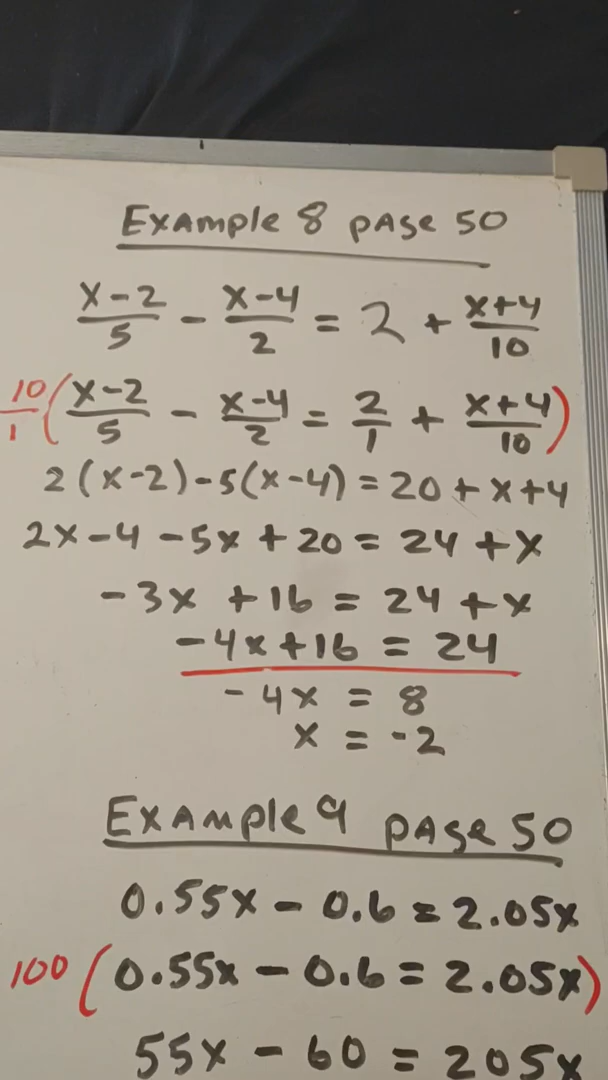 Example 8 page 50
x-2/5 - x-4/2 = 2 + x+4/10
10/1 (x-2/5 - x-4/2 = 2/1 + x+4/10)
2(x-2)-5(x-4)=20+x+4
2x-4-5x+20=24+x
-3x+16=24+x
-4x+16=24
-4x=8
x=-2
Example 9 page 50
0.55x-0.6=2.05x
100(0.55x-0.6=2.05x)
55x-60=205x